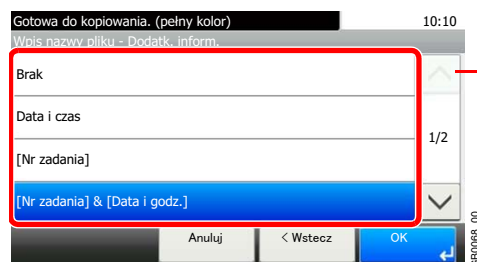 Gotowa do kopiowania. (pełny kolor) 10:10
Wpis nazwy pliku - Dodatk. inform.
Brak
Data i czas
1/2
[Nr zadania]
[Nr zadania] & [Data i godz.]
Anuluj < Wstecz OK